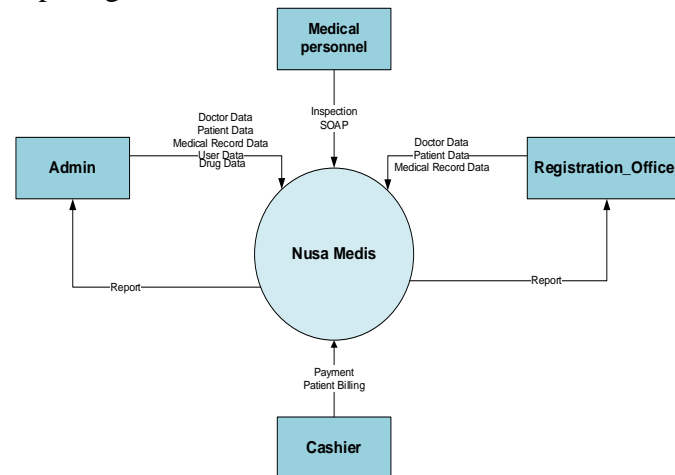 Medical
personnel
Inspection
SOAP
Doctor Data
Patient Data
Medical Record Data
User Data
Drug Data
Doctor Data
Patient Data
Medical Record Data
Admin
Registration_Office
Nusa Medis
Report
Report
Payment
Patient Billing
Cashier